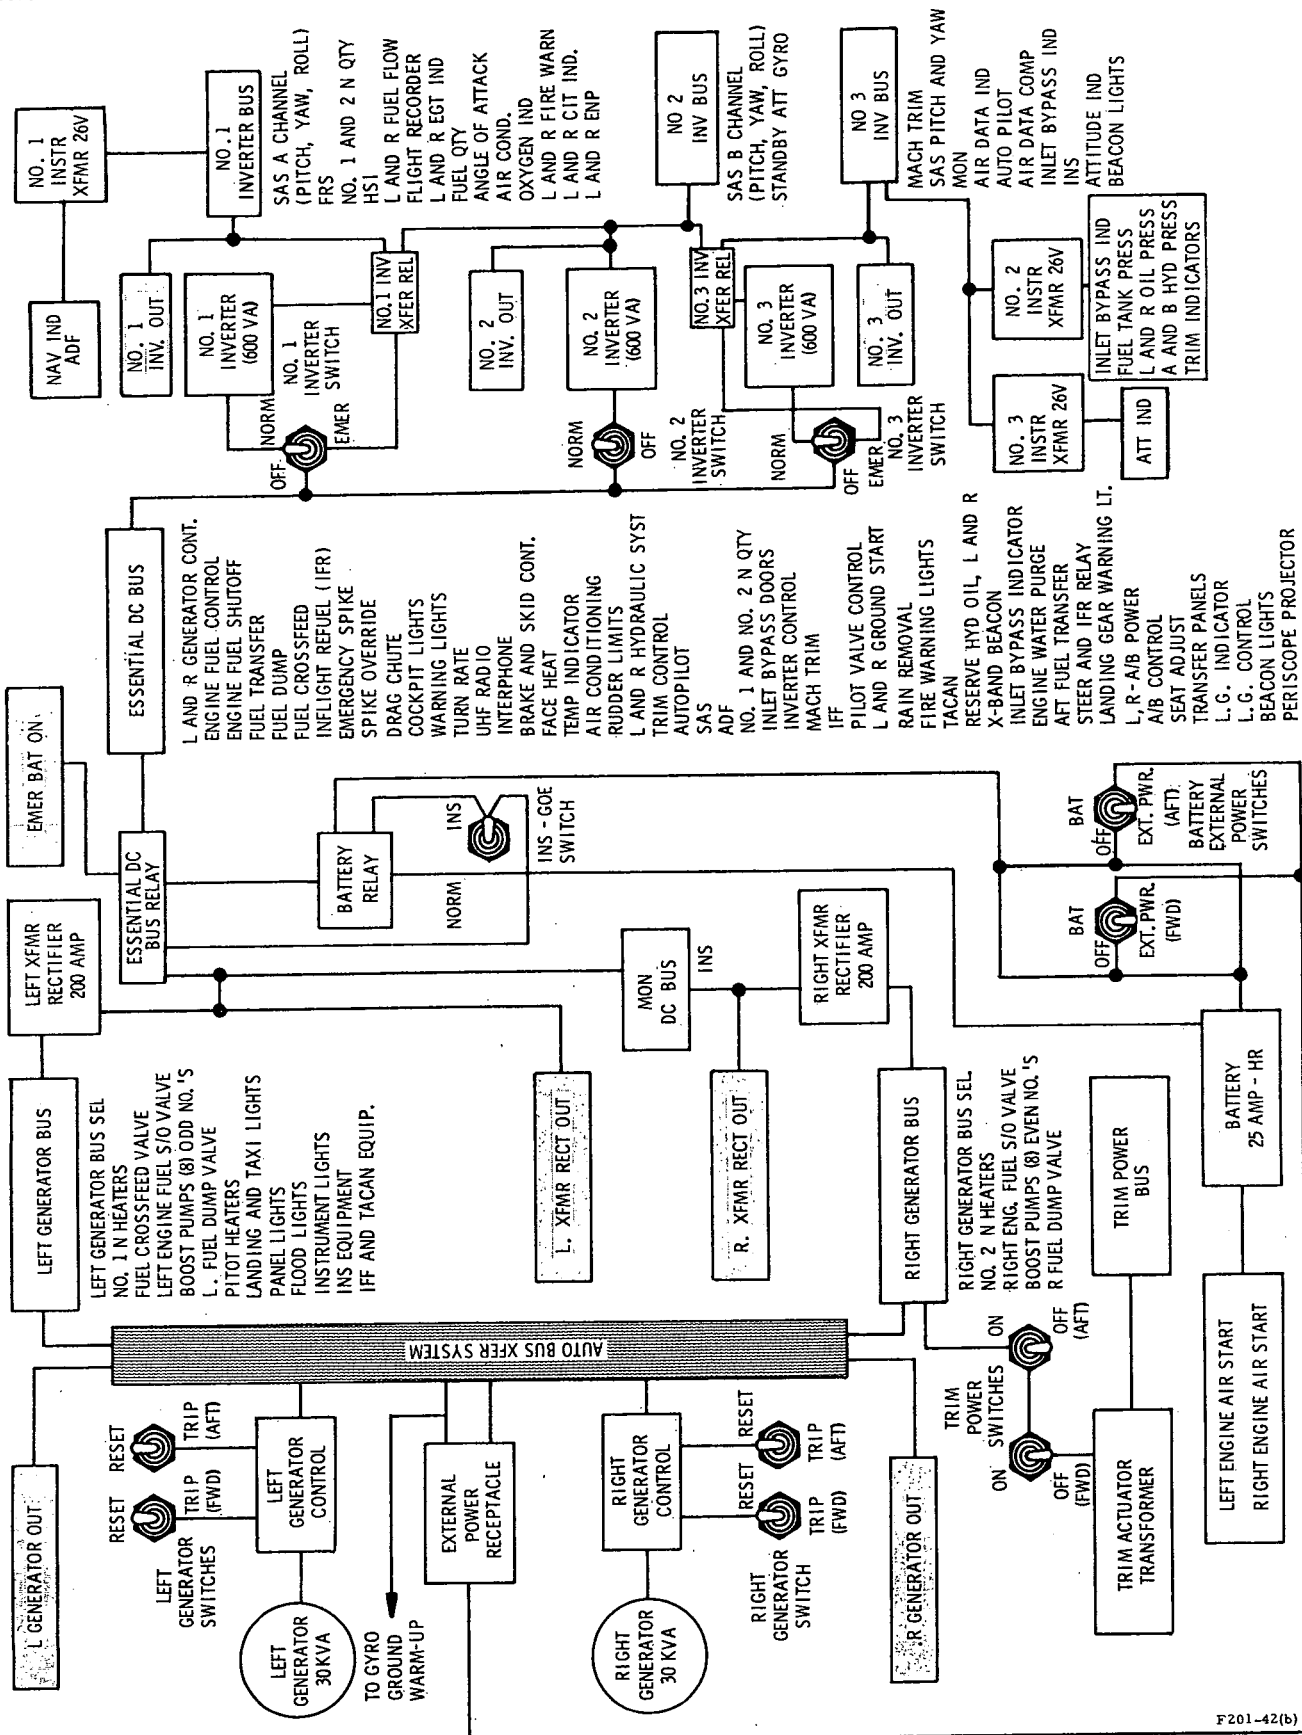 L GENERATOR OUT
RESET
RESET
TRIP
(FWD)
TRIP
(AFT)
LEFT
GENERATOR
SWITCHES
LEFT
GENERATOR
30 KVA
LEFT
GENERATOR
CONTROL
TO GYRO
GROUND
WARM-UP
EXTERNAL
POWER
RECEPTACLE
RIGHT
GENERATOR
30 KVA
RIGHT
GENERATOR
CONTROL
RESET
RESET
TRIP
(FWD)
TRIP
(AFT)
RIGHT
GENERATOR
SWITCH
R GENERATOR OUT
AUTO BUS XFER SYSTEM
TRIM
POWER
SWITCHES
ON
OFF
(FWD)
ON
OFF
(AFT)
TRIM ACTUATOR
TRANSFORMER
TRIM POWER
BUS
LEFT ENGINE AIR START
RIGHT ENGINE AIR START
BATTERY
25 AMP - HR
LEFT GENERATOR BUS
LEFT GENERATOR BUS SEL
NO. 1 N HEATERS
FUEL CROSSFEED VALVE
LEFT ENGINE FUEL S/O VALVE
BOOST PUMPS (8) ODD NO.'S
L. FUEL DUMP VALVE
PITOT HEATERS
LANDING AND TAXI LIGHTS
PANEL LIGHTS
FLOOD LIGHTS
INSTRUMENT LIGHTS
INS EQUIPMENT
IFF AND TACAN EQUIP.
L. XFMR RECT OUT
R. XFMR RECT OUT
RIGHT GENERATOR BUS
RIGHT GENERATOR BUS SEL
NO. 2 N HEATERS
RIGHT ENG. FUEL S/O VALVE
BOOST PUMPS (8) EVEN NO.'S
R FUEL DUMP VALVE
LEFT XFMR
RECTIFIER
200 AMP
EMER BAT ON
ESSENTIAL DC
BUS RELAY
BATTERY
RELAY
NORM
INS
INS - GOE
SWITCH
MON
DC BUS
INS
RIGHT XFMR
RECTIFIER
200 AMP
BAT
OFF
EXT. PWR.
(FWD)
BAT
OFF
EXT. PWR.
(AFT)
BATTERY
EXTERNAL
POWER
SWITCHES
ESSENTIAL DC BUS
L AND R GENERATOR CONT.
ENGINE FUEL CONTROL
ENGINE FUEL SHUTOFF
FUEL TRANSFER
FUEL DUMP
FUEL CROSSFEED
INFLIGHT REFUEL (IFR)
EMERGENCY SPIKE
SPIKE OVERRIDE
DRAG CHUTE
COCKPIT LIGHTS
WARNING LIGHTS
TURN RATE
UHF RADIO
INTERPHONE
BRAKE AND SKID CONT.
FACE HEAT
TEMP INDICATOR
AIR CONDITIONING
RUDDER LIMITS
L AND R HYDRAULIC SYST
TRIM CONTROL
AUTOPILOT
SAS
ADF
NO. 1 AND NO. 2 N QTY
INLET BYPASS DOORS
INVERTER CONTROL
MACH TRIM
IFF
PILOT VALVE CONTROL
L AND R GROUND START
RAIN REMOVAL
FIRE WARNING LIGHTS
TACAN
RESERVE HYD OIL, L AND R
X-BAND BEACON
INLET BYPASS INDICATOR
ENGINE WATER PURGE
AFT FUEL TRANSFER
STEER AND IFR RELAY
LANDING GEAR WARNING LT.
L,R-A/B POWER
A/B CONTROL
SEAT ADJUST
TRANSFER PANELS
L.G. INDICATOR
L.G. CONTROL
BEACON LIGHTS
PERISCOPE PROJECTOR
NAV IND
ADF
NO. 1
INSTR
XFMR 26V
NO. 1
INV. OUT
NO. 1
INVERTER
(600 VA)
NO. 1
INVERTER
SWITCH
NORM
OFF
EMER
NO.1 INV
XFER REL
NO.1
INVERTER BUS
SAS A CHANNEL
(PITCH, YAW, ROLL)
FRS
NO. 1 AND 2 N QTY
HSI
L AND R FUEL FLOW
FLIGHT RECORDER
L AND R EGT IND
FUEL QTY
ANGLE OF ATTACK
AIR COND.
OXYGEN IND
L AND R FIRE WARN
L AND R CIT IND.
L AND R ENP
NO. 2
INV. OUT
NO. 2
INVERTER
(600 VA)
NORM
OFF
NO. 2
INVERTER
SWITCH
NO 2
INV BUS
SAS B CHANNEL
(PITCH, YAW, ROLL)
STANDBY ATT GYRO
NO. 3 INV
XFER REL
NO. 3
INVERTER
(600 VA)
NO. 3
INV. OUT
NORM
OFF
EMER
NO. 3
INVERTER
SWITCH
NO 3
INV BUS
MACH TRIM
SAS PITCH AND YAW
MON
AIR DATA IND
AUTO PILOT
AIR DATA COMP
INLET BYPASS IND
INS
ATTITUDE IND
BEACON LIGHTS
NO. 2
INSTR
XFMR 26V
NO. 3
INSTR
XFMR 26V
ATT IND
INLET BYPASS IND
FUEL TANK PRESS
L AND R OIL PRESS
A AND B HYD PRESS
TRIM INDICATORS
F201-42(b)